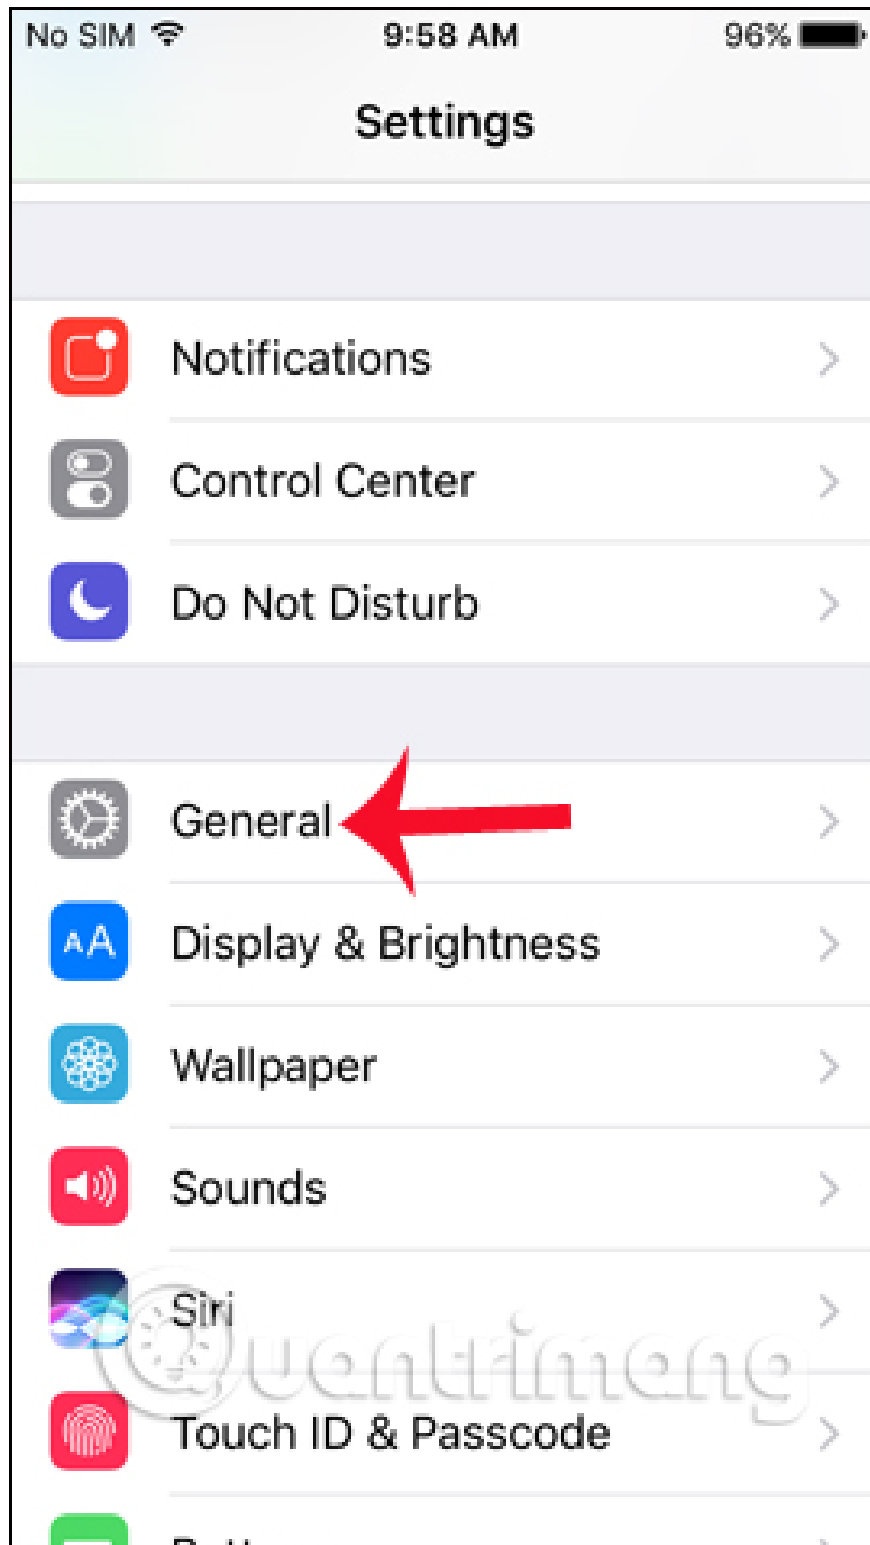 No SIM 9:58 AM 96%
Settings
Notifications
Control Center
Do Not Disturb
General
AA Display & Brightness
Wallpaper
Sounds
Siri
Quantrimang
Touch ID & Passcode